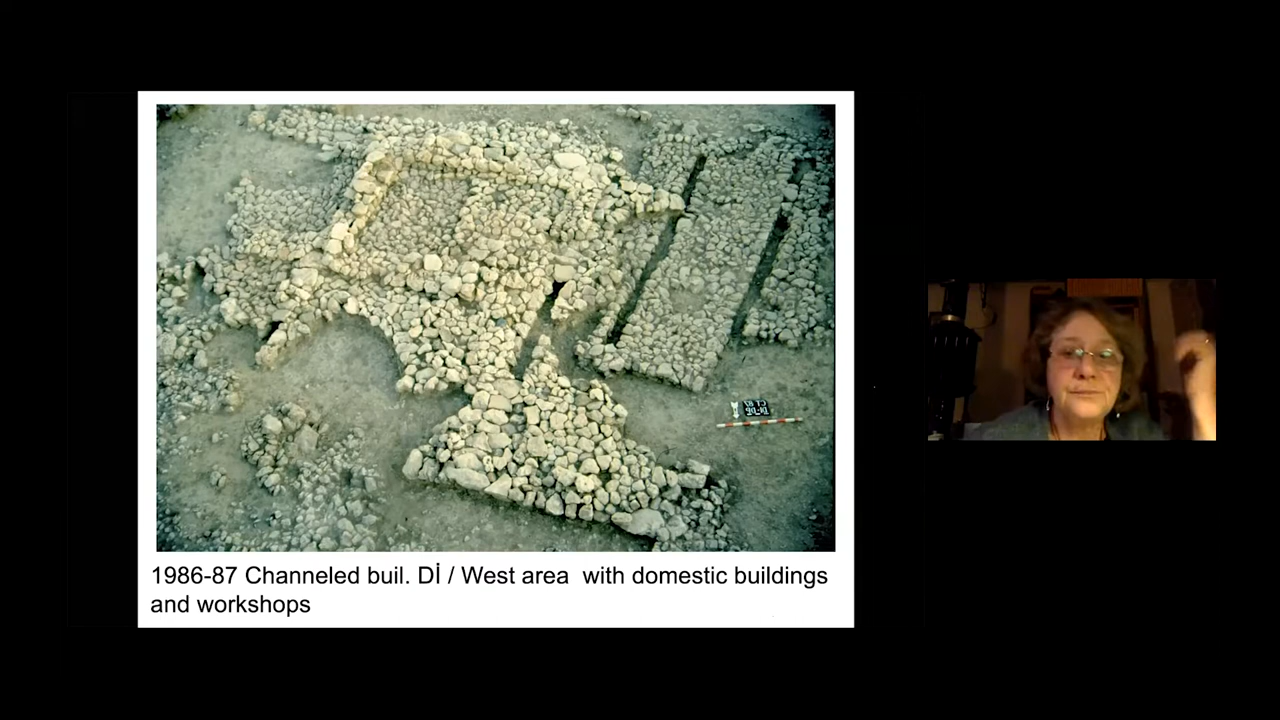 1986-87 Channeled buil. Dİ / West area  with domestic buildings
and workshops